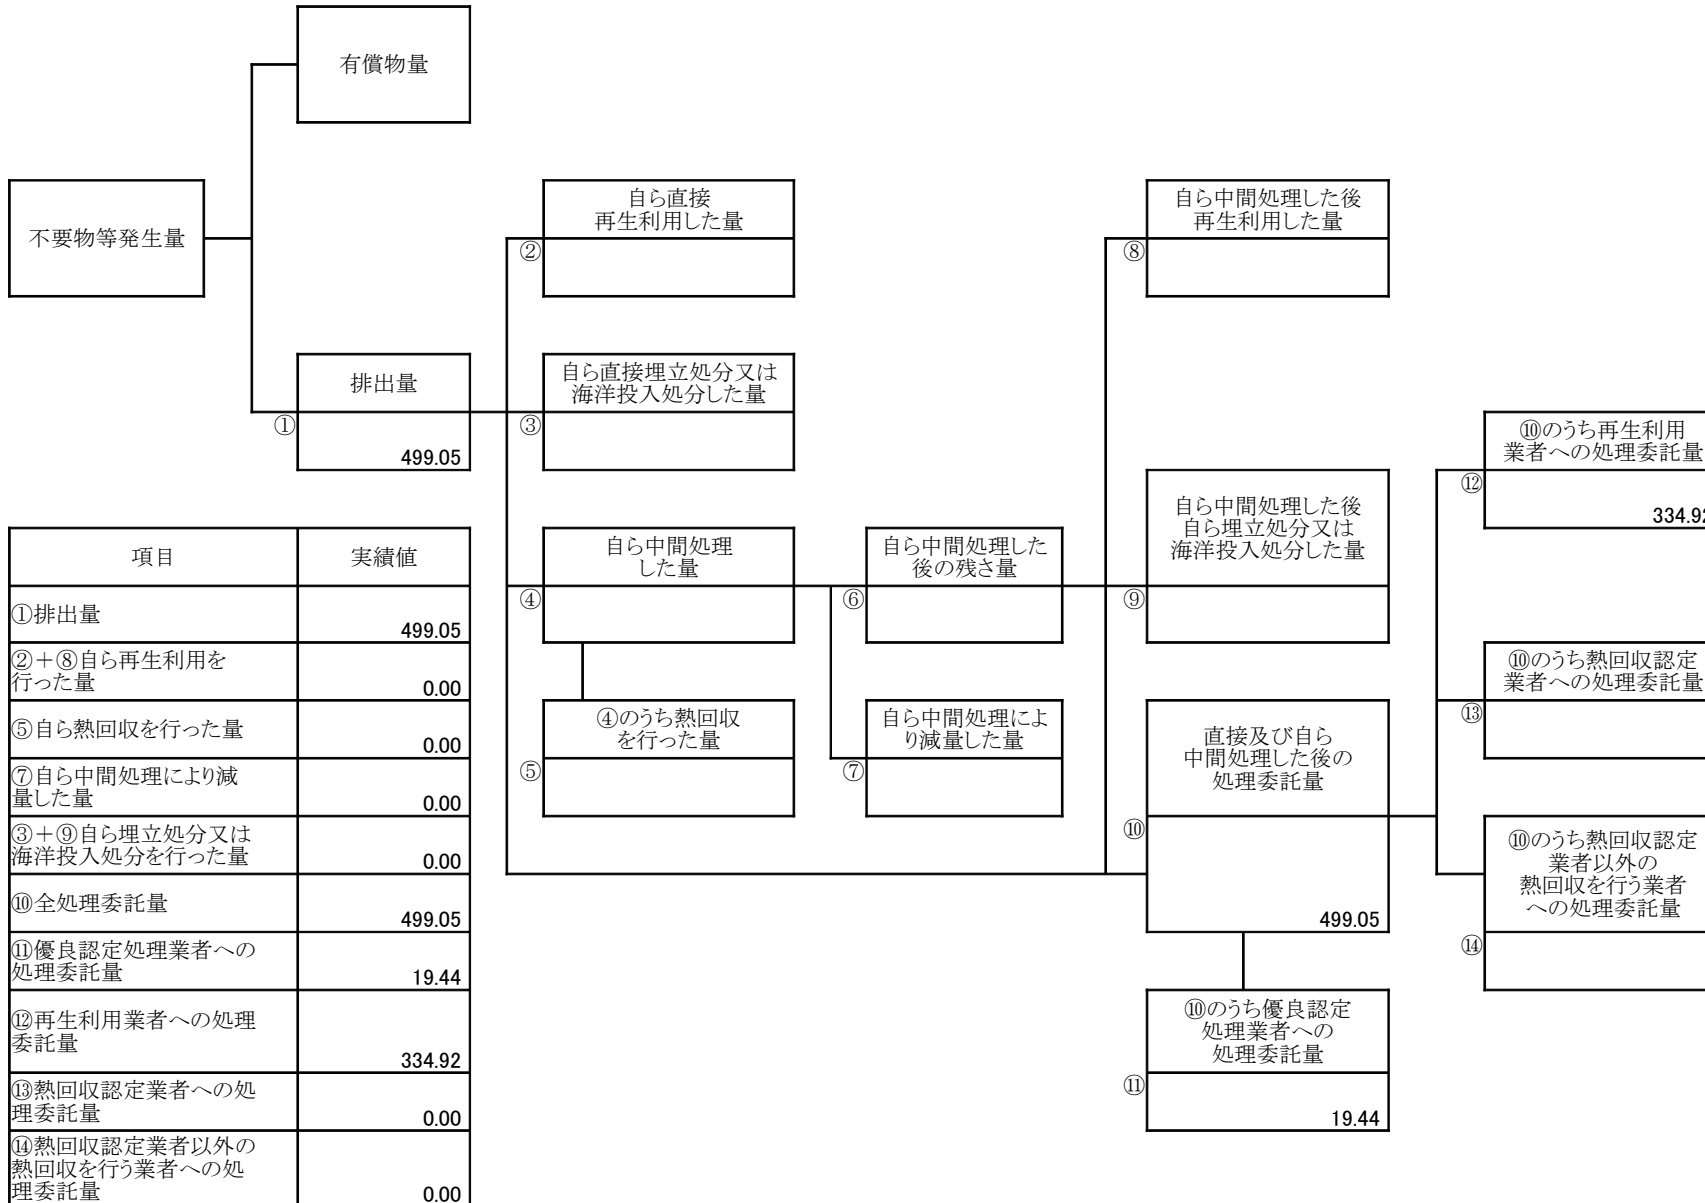 有償物量
不要物等発生量
自ら直接
再生利用した量
②
自ら中間処理した後
再生利用した量
⑧
排出量
①
499.05
自ら直接埋立処分又は
海洋投入処分した量
③
⑩のうち再生利用
業者への処理委託量
⑫
334.92
自ら中間処理した後
自ら埋立処分又は
海洋投入処分した量
⑨
自ら中間処理
した量
④
自ら中間処理した
後の残さ量
⑥
⑩のうち熱回収認定
業者への処理委託量
⑬
④のうち熱回収
を行った量
⑤
自ら中間処理によ
り減量した量
⑦
直接及び自ら
中間処理した後の
処理委託量
⑩
499.05
⑩のうち熱回収認定
業者以外の
熱回収を行う業者
への処理委託量
⑭
⑩のうち優良認定
処理業者への
処理委託量
⑪
19.44
項目 実績値
①排出量
499.05
②＋⑧自ら再生利用を
行った量 0.00
⑤自ら熱回収を行った量
0.00
⑦自ら中間処理により減
量した量 0.00
③＋⑨自ら埋立処分又は
海洋投入処分を行った量 0.00
⑩全処理委託量
499.05
⑪優良認定処理業者への
処理委託量 19.44
⑫再生利用業者への処理
委託量
334.92
⑬熱回収認定業者への処
理委託量 0.00
⑭熱回収認定業者以外の
熱回収を行う業者への処
理委託量 0.00